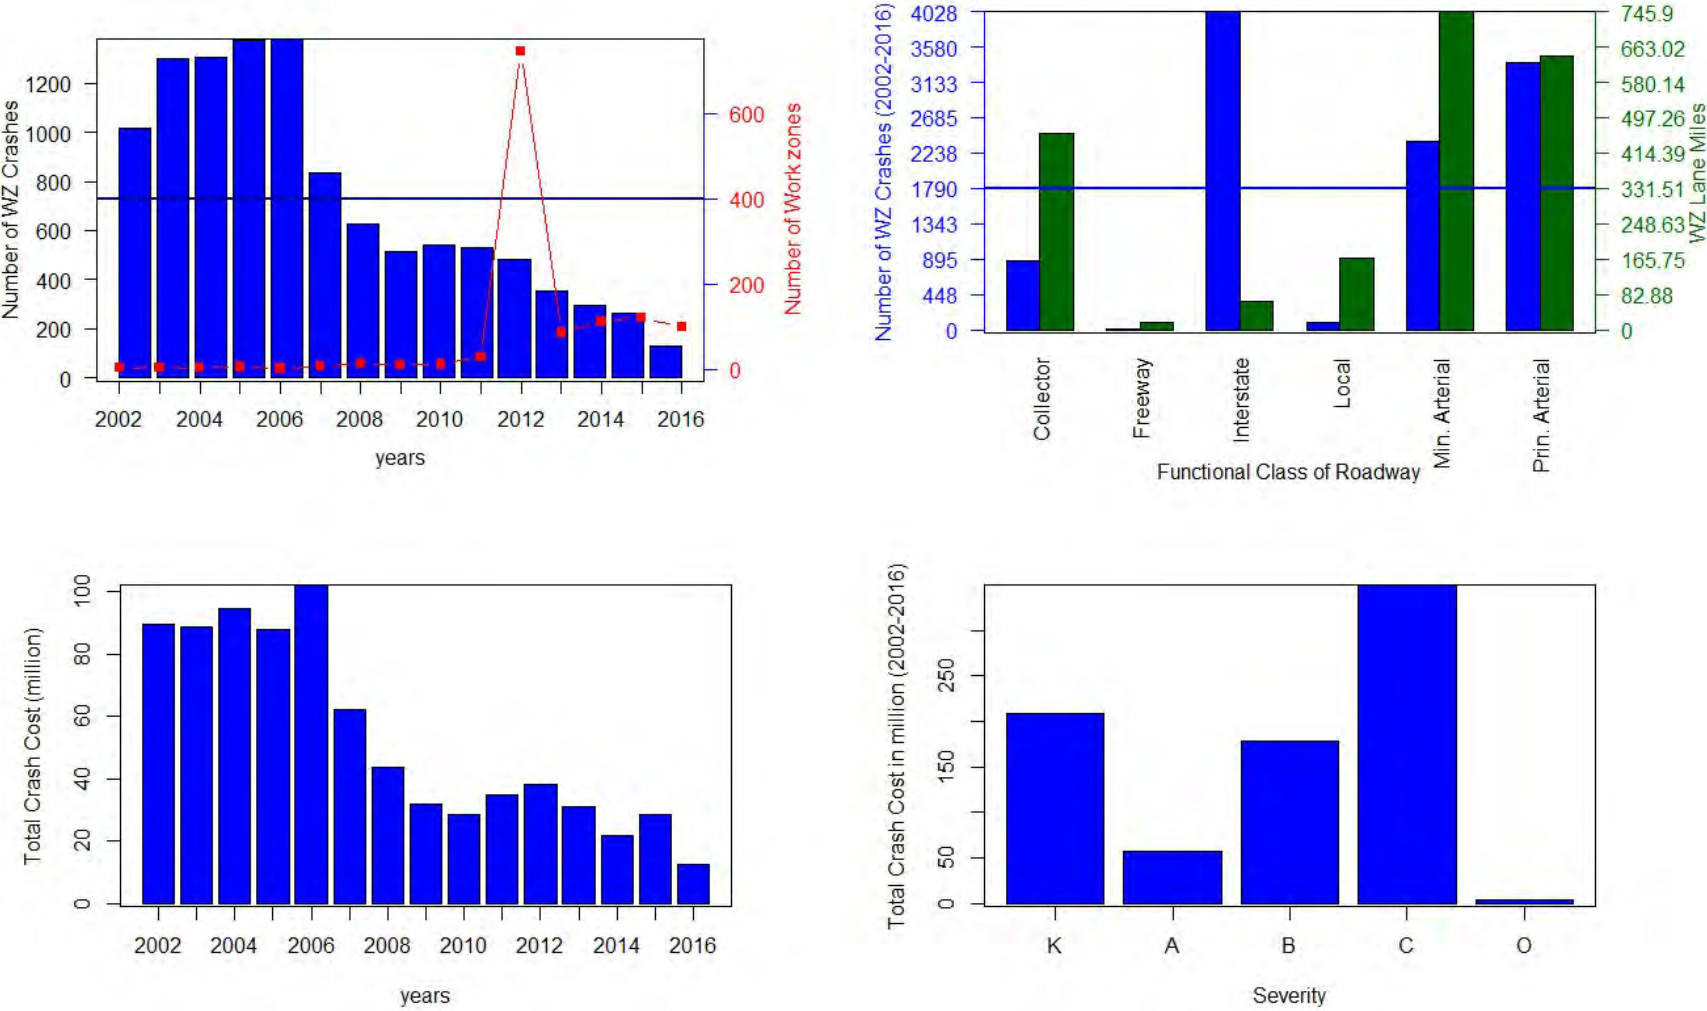 Number of WZ Crashes
1200
1000
800
600
400
200
0
600
400
200
0
Number of Work zones
2002 2004 2006 2008 2010 2012 2014 2016
years
Number of WZ Crashes (2002-2016)
4028
3580
3133
2685
2238
1790
1343
895
448
0
745.9
663.02
580.14
497.26
414.39
331.51
248.63
165.75
82.88
0
WZ Lane Miles
Collector
Freeway
Interstate
Local
Min. Arterial
Prin. Arterial
Functional Class of Roadway
Total Crash Cost (million)
100
80
60
40
20
0
2002 2004 2006 2008 2010 2012 2014 2016
years
Total Crash Cost in million (2002-2016)
250
150
50
0
K A B C O
Severity